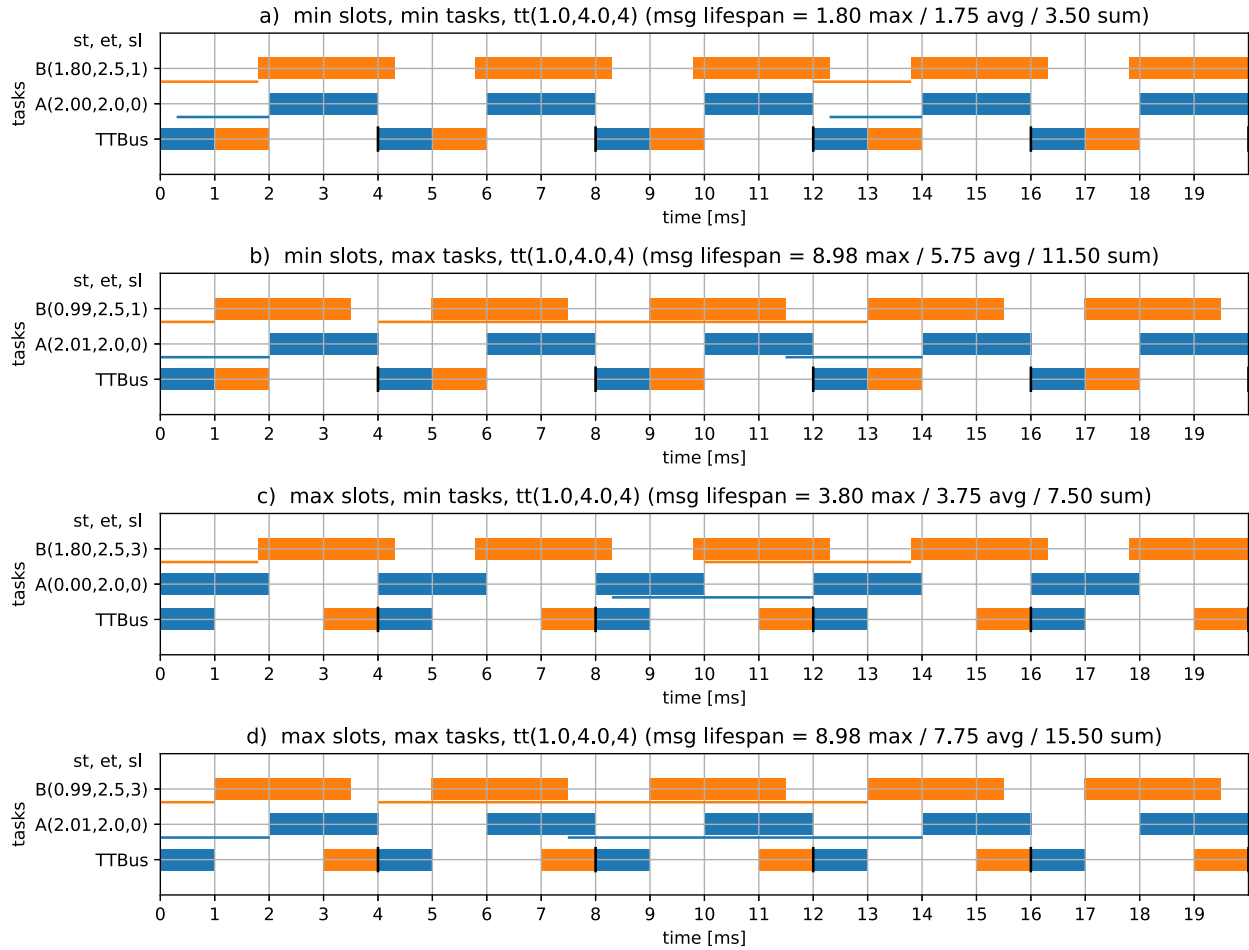 a)  min slots, min tasks, tt(1.0,4.0,4) (msg lifespan = 1.80 max / 1.75 avg / 3.50 sum)
st, et, sl
B(1.80,2.5,1)
A(2.00,2.0,0)
TTBus
tasks
0 1 2 3 4 5 6 7 8 9 10 11 12 13 14 15 16 17 18 19
time [ms]
b)  min slots, max tasks, tt(1.0,4.0,4) (msg lifespan = 8.98 max / 5.75 avg / 11.50 sum)
st, et, sl
B(0.99,2.5,1)
A(2.01,2.0,0)
TTBus
tasks
0 1 2 3 4 5 6 7 8 9 10 11 12 13 14 15 16 17 18 19
time [ms]
c)  max slots, min tasks, tt(1.0,4.0,4) (msg lifespan = 3.80 max / 3.75 avg / 7.50 sum)
st, et, sl
B(1.80,2.5,3)
A(0.00,2.0,0)
TTBus
tasks
0 1 2 3 4 5 6 7 8 9 10 11 12 13 14 15 16 17 18 19
time [ms]
d)  max slots, max tasks, tt(1.0,4.0,4) (msg lifespan = 8.98 max / 7.75 avg / 15.50 sum)
st, et, sl
B(0.99,2.5,3)
A(2.01,2.0,0)
TTBus
tasks
0 1 2 3 4 5 6 7 8 9 10 11 12 13 14 15 16 17 18 19
time [ms]